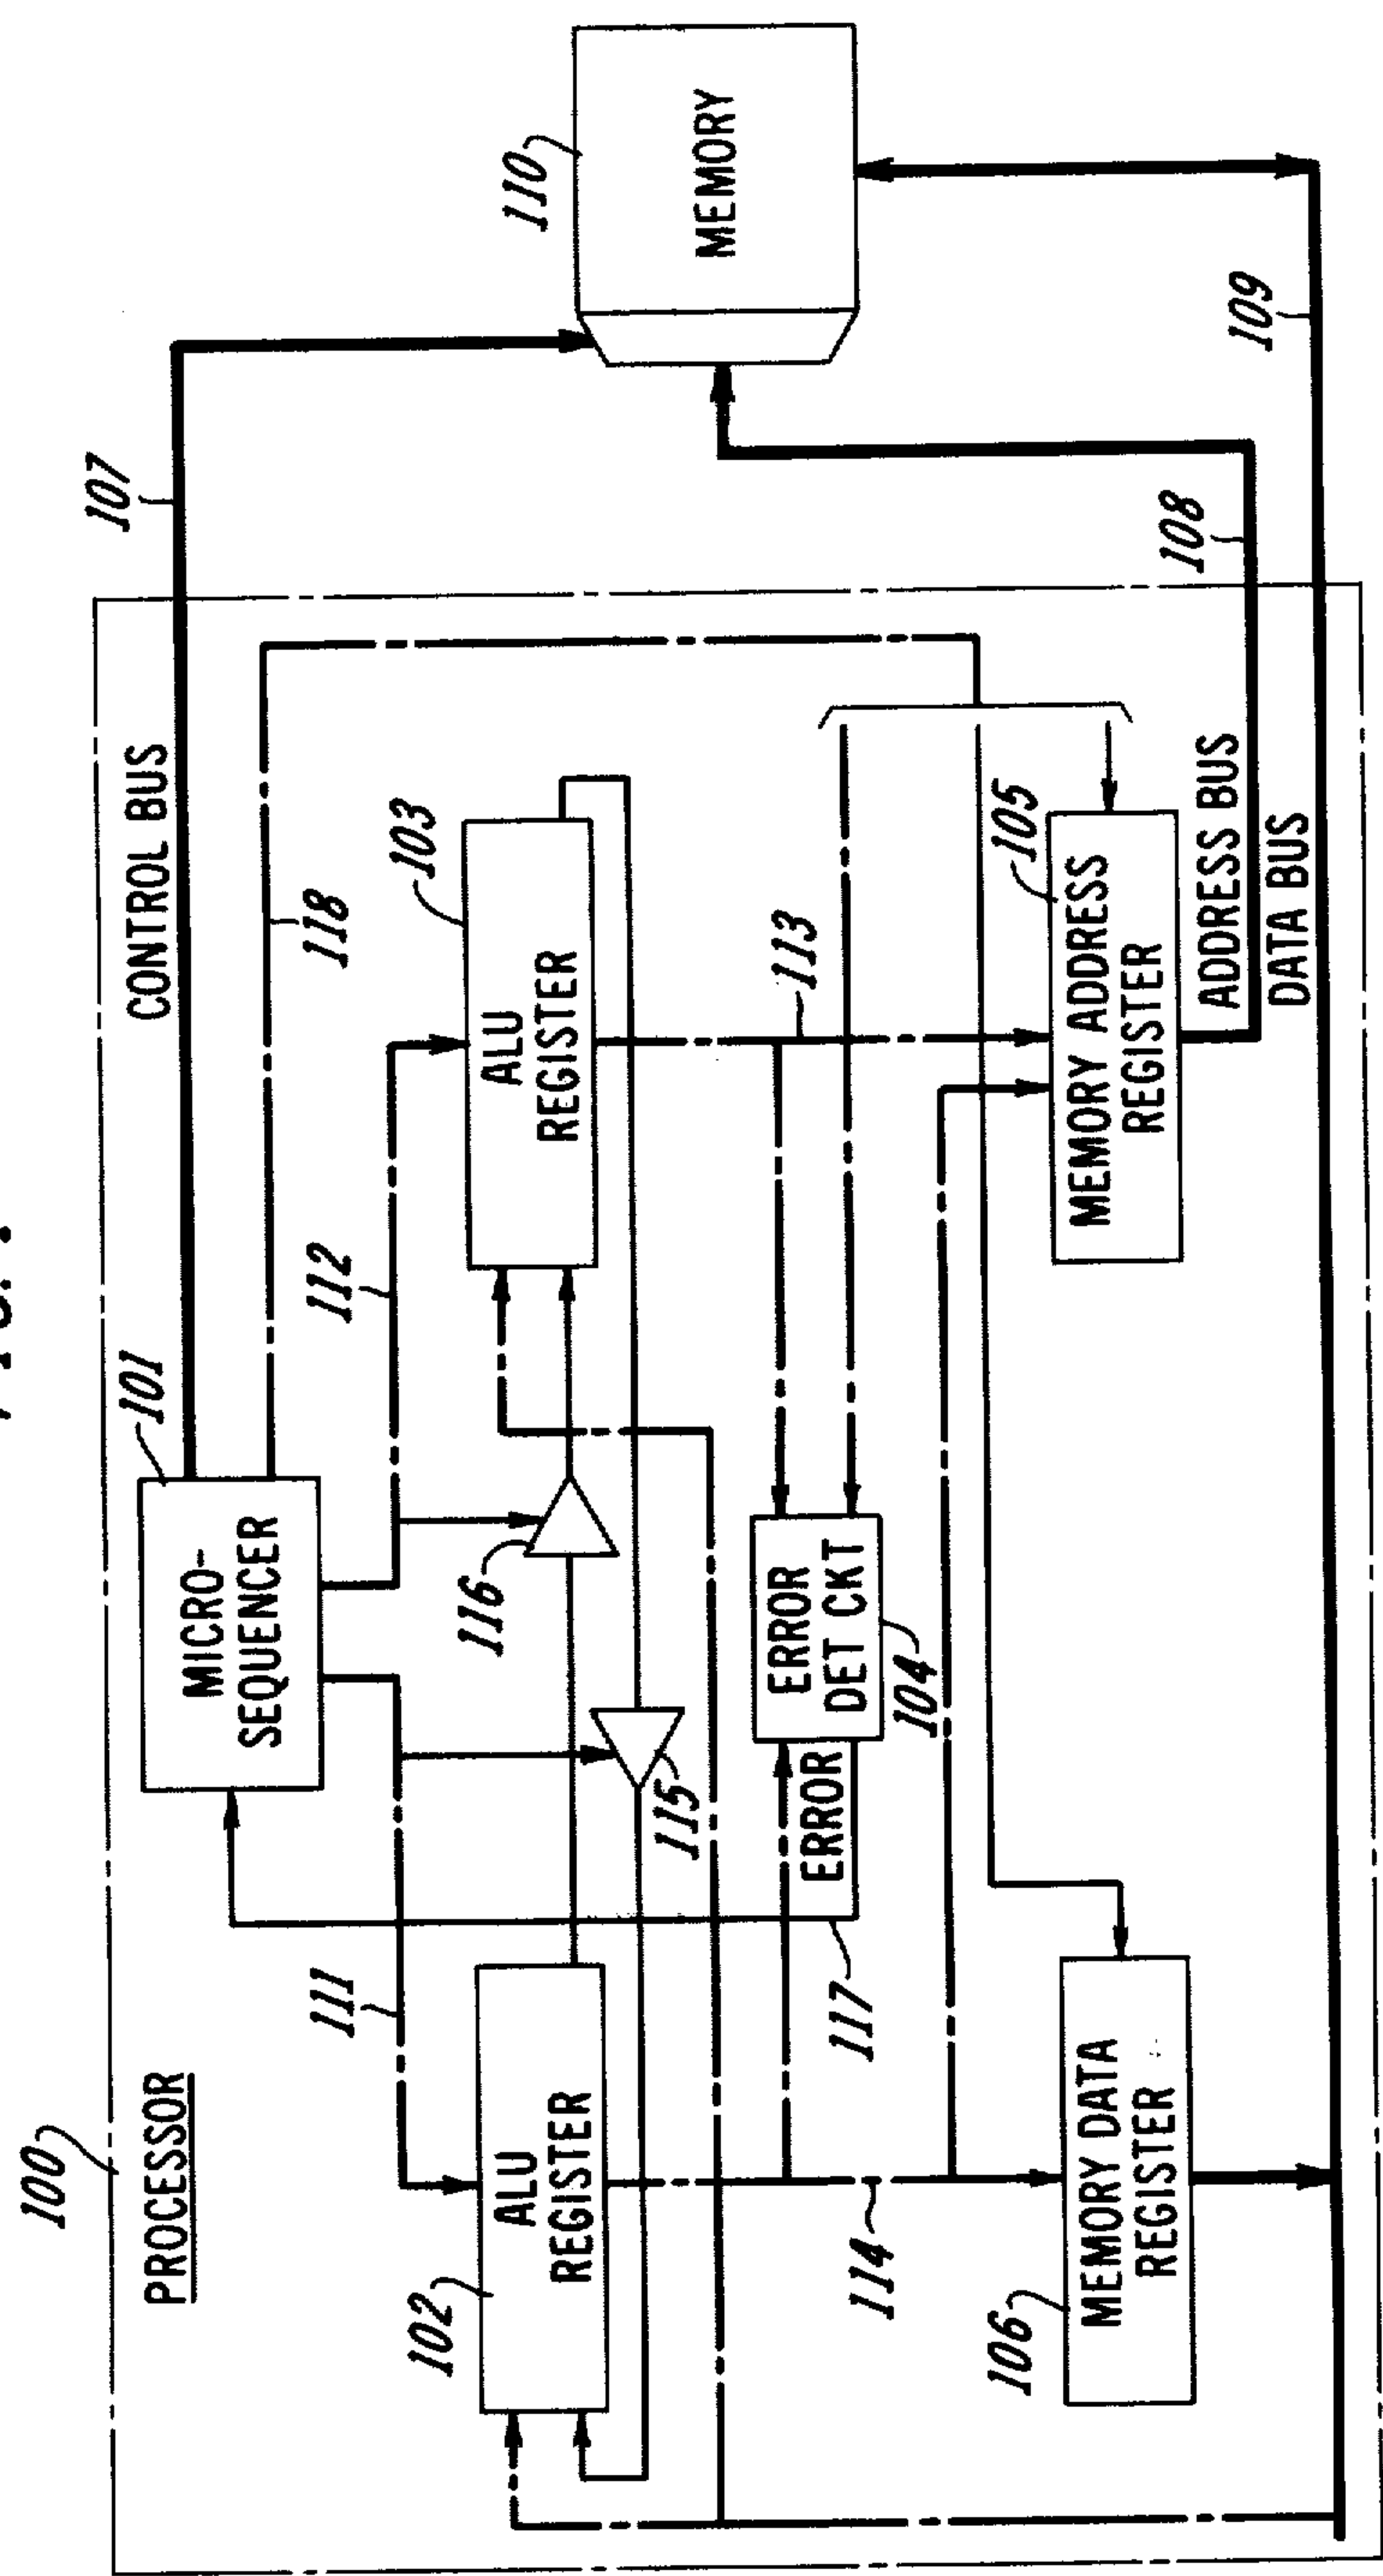 100
PROCESSOR
101
MICRO-
SEQUENCER
CONTROL BUS
107
111
112
118
102
ALU
REGISTER
116
115
103
ALU
REGISTER
110
MEMORY
117
ERROR
ERROR
DET CKT
104
113
114
106
MEMORY DATA
REGISTER
105
MEMORY ADDRESS
REGISTER
ADDRESS BUS
108
DATA BUS
109